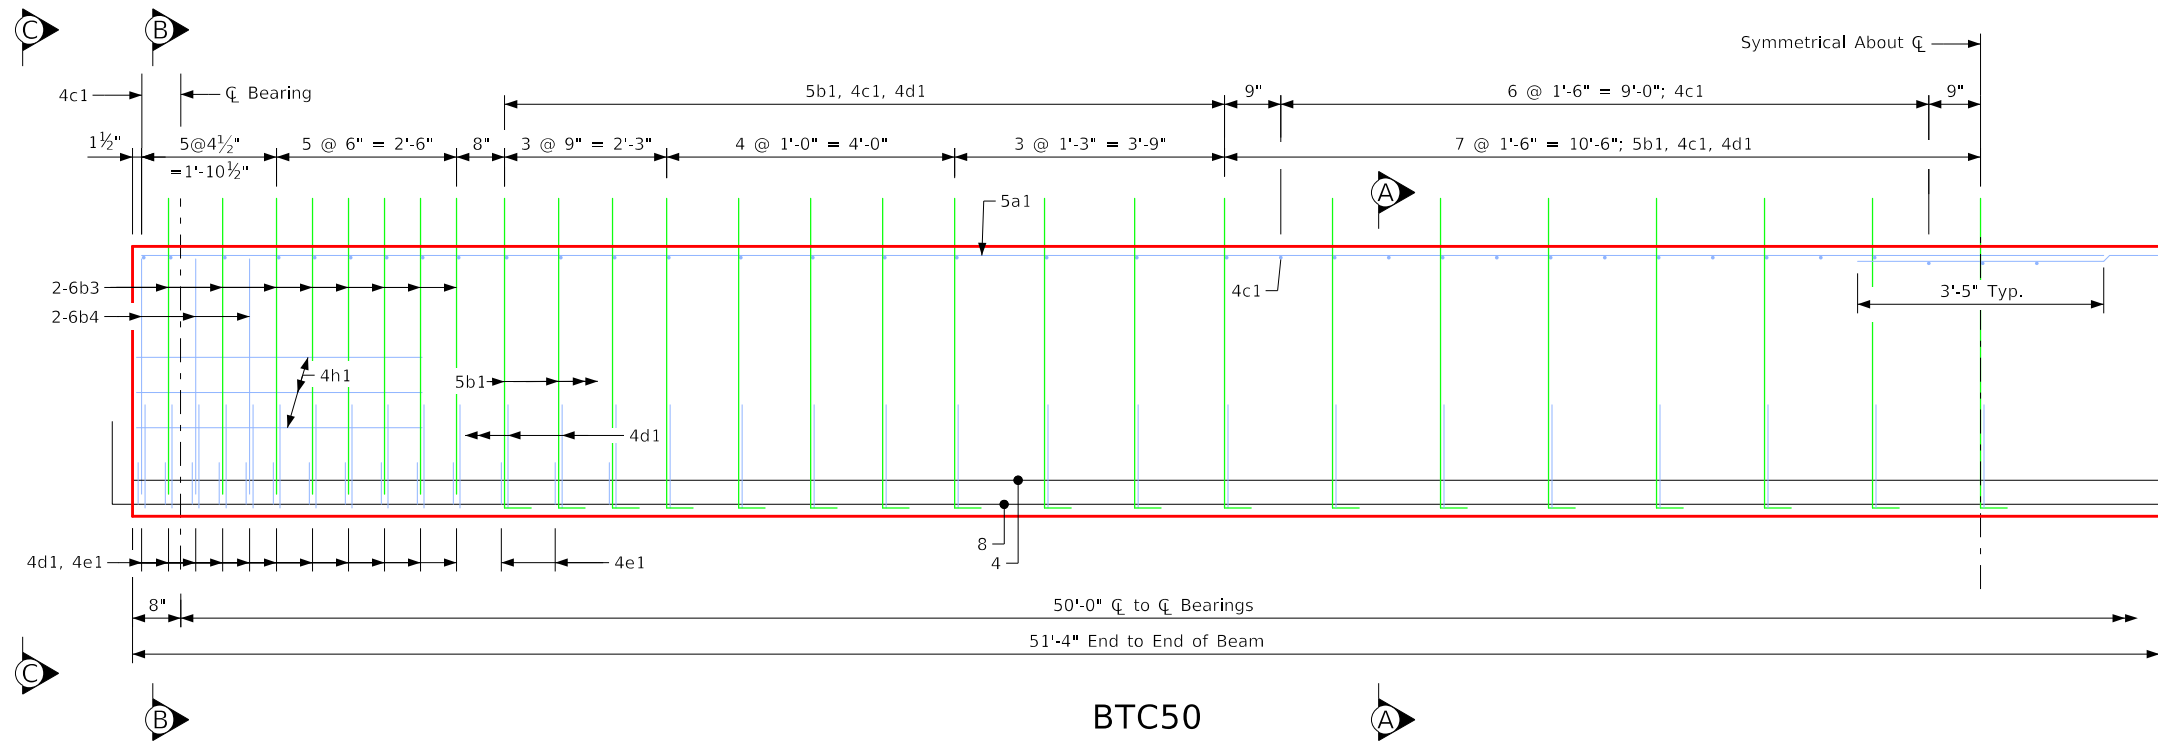 C
B
Symmetrical About ℄
4c1
℄ Bearing
5b1, 4c1, 4d1
9"
6 @ 1'-6" = 9'-0"; 4c1
9"
1½"
5@4½"
=1'-10½"
5 @ 6" = 2'-6"
8"
3 @ 9" = 2'-3"
4 @ 1'-0" = 4'-0"
3 @ 1'-3" = 3'-9"
7 @ 1'-6" = 10'-6"; 5b1, 4c1, 4d1
A
5a1
2-6b3
4c1
3'-5" Typ.
2-6b4
4h1
5b1
4d1
8
4
4d1, 4e1
4e1
8"
50'-0" ℄ to ℄ Bearings
51'-4" End to End of Beam
C
B
BTC50
A